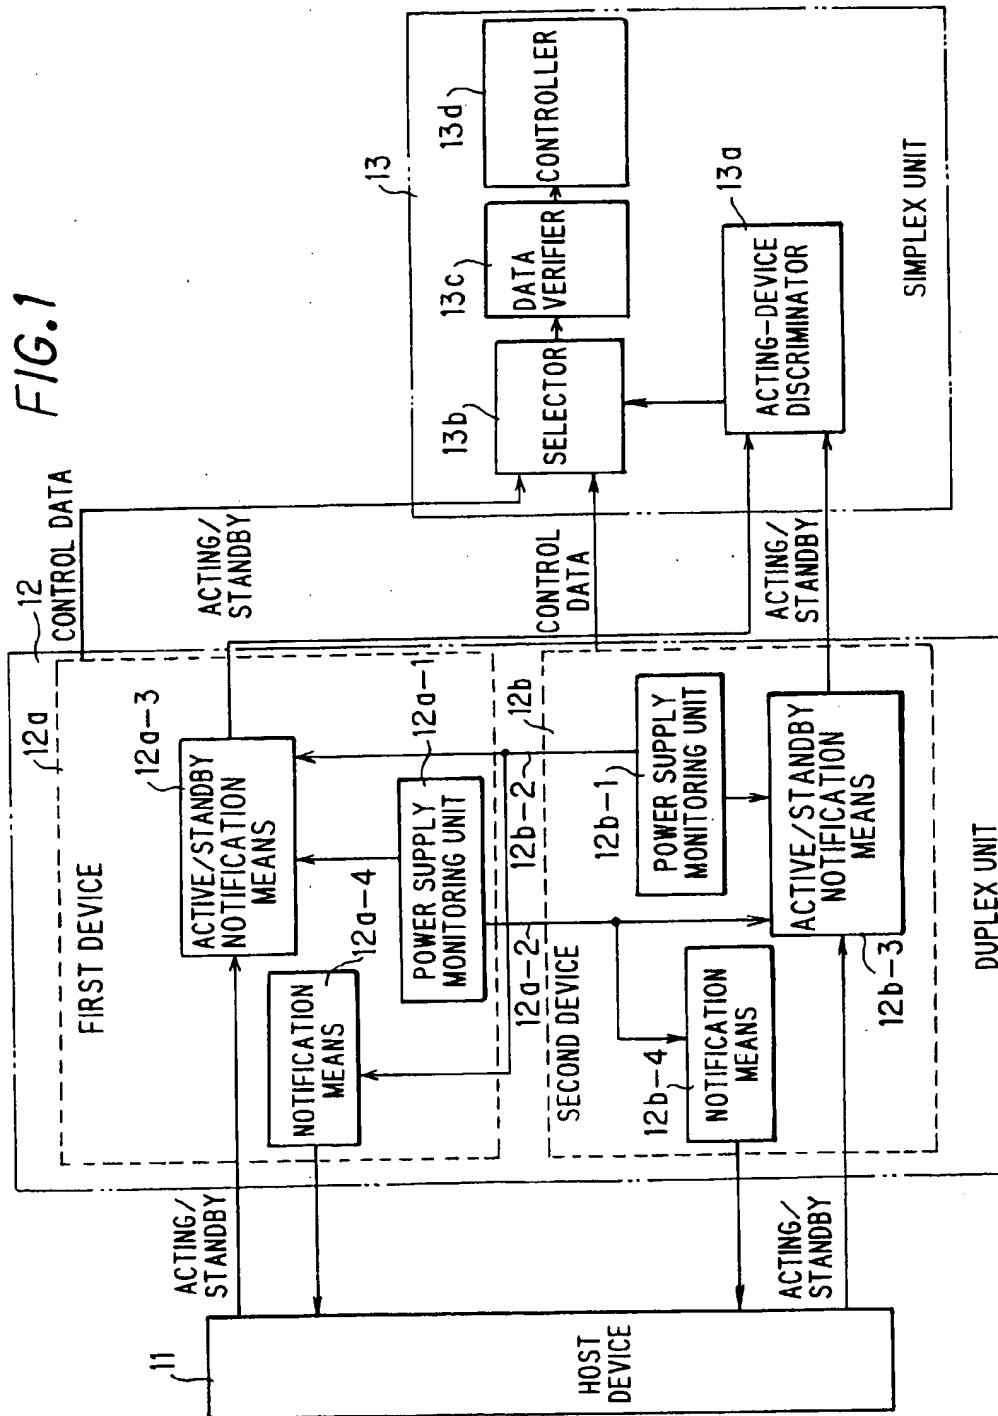 FIG.1
11
HOST
DEVICE
ACTING/
STANDBY
ACTING/
STANDBY
12
12a
FIRST DEVICE
12a-3
ACTIVE/STANDBY
NOTIFICATION
MEANS
NOTIFICATION
MEANS
12a-4
POWER SUPPLY
MONITORING UNIT
12a-1
12a-2
12b-2
12b
SECOND DEVICE
12b-4
NOTIFICATION
MEANS
12b-1
POWER SUPPLY
MONITORING UNIT
ACTIVE/STANDBY
NOTIFICATION
MEANS
12b-3
DUPLEX UNIT
CONTROL DATA
ACTING/
STANDBY
CONTROL
DATA
ACTING/
STANDBY
13
13b
SELECTOR
13c
DATA
VERIFIER
13d
CONTROLLER
13a
ACTING-DEVICE
DISCRIMINATOR
SIMPLEX UNIT